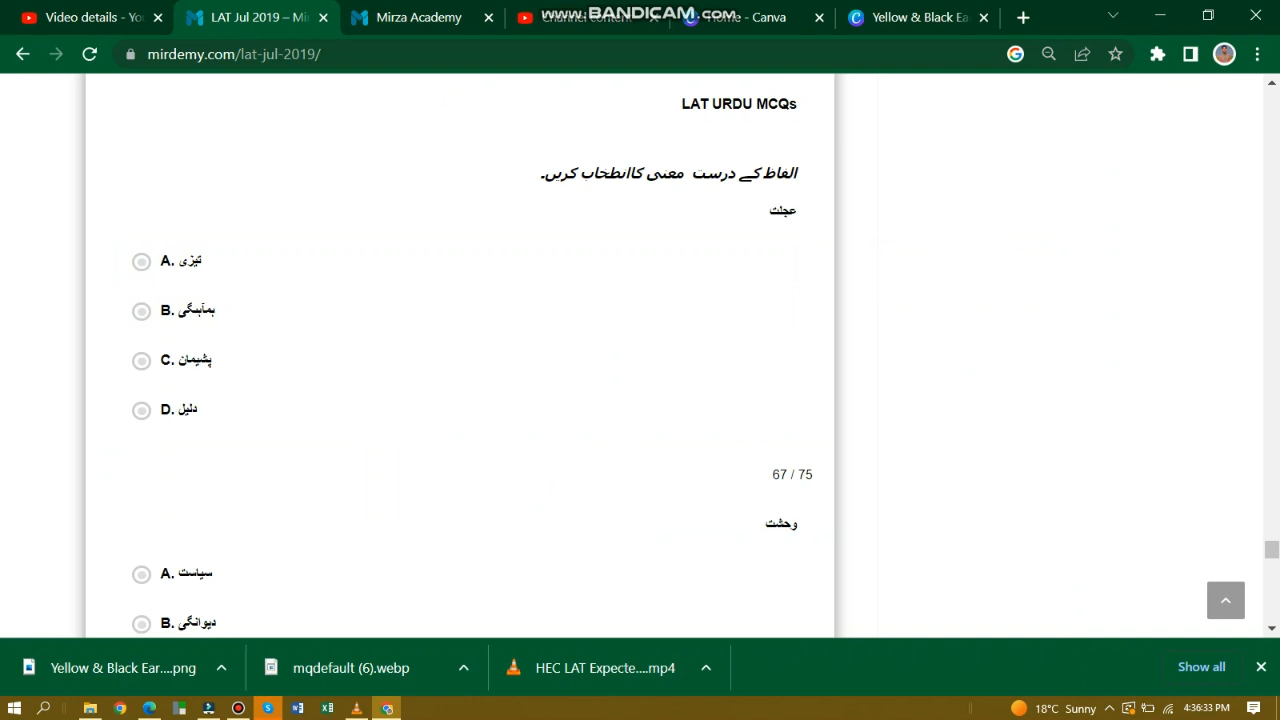 Video details - Yo
LAT Jul 2019 – Mi
Mirza Academy
Channel content
Home - Canva
Yellow & Black Ea
www.BANDICAM.com
mirdemy.com/lat-jul-2019/
LAT URDU MCQs
الفاظ کے درست معنی کاانطخاب کریں۔
عجلت
A. تیزی
B. ہمآہنگی
C. پشیمان
D. دلیل
67 / 75
وحشت
A. سیاست
B. دیوانگی
Yellow & Black Ear....png
mqdefault (6).webp
HEC LAT Expecte....mp4
Show all
18°C Sunny
4:36:33 PM